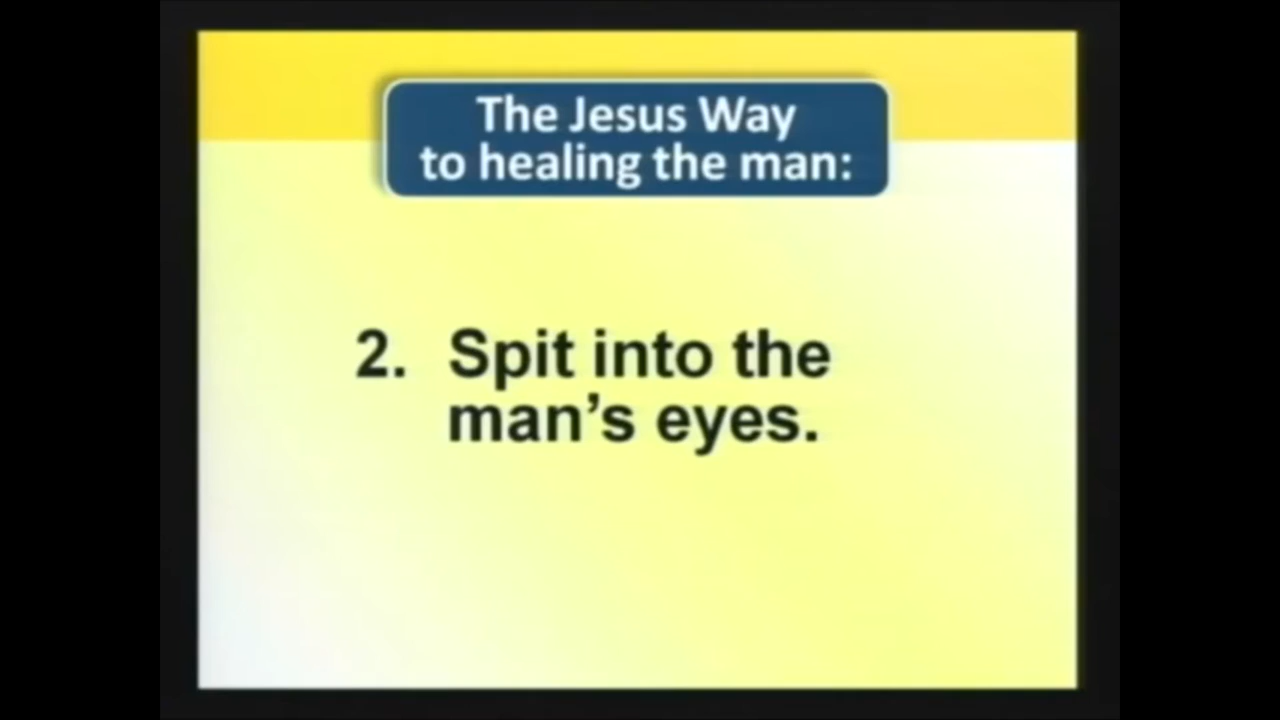 The Jesus Way
to healing the man:
2. Spit into the
man’s eyes.